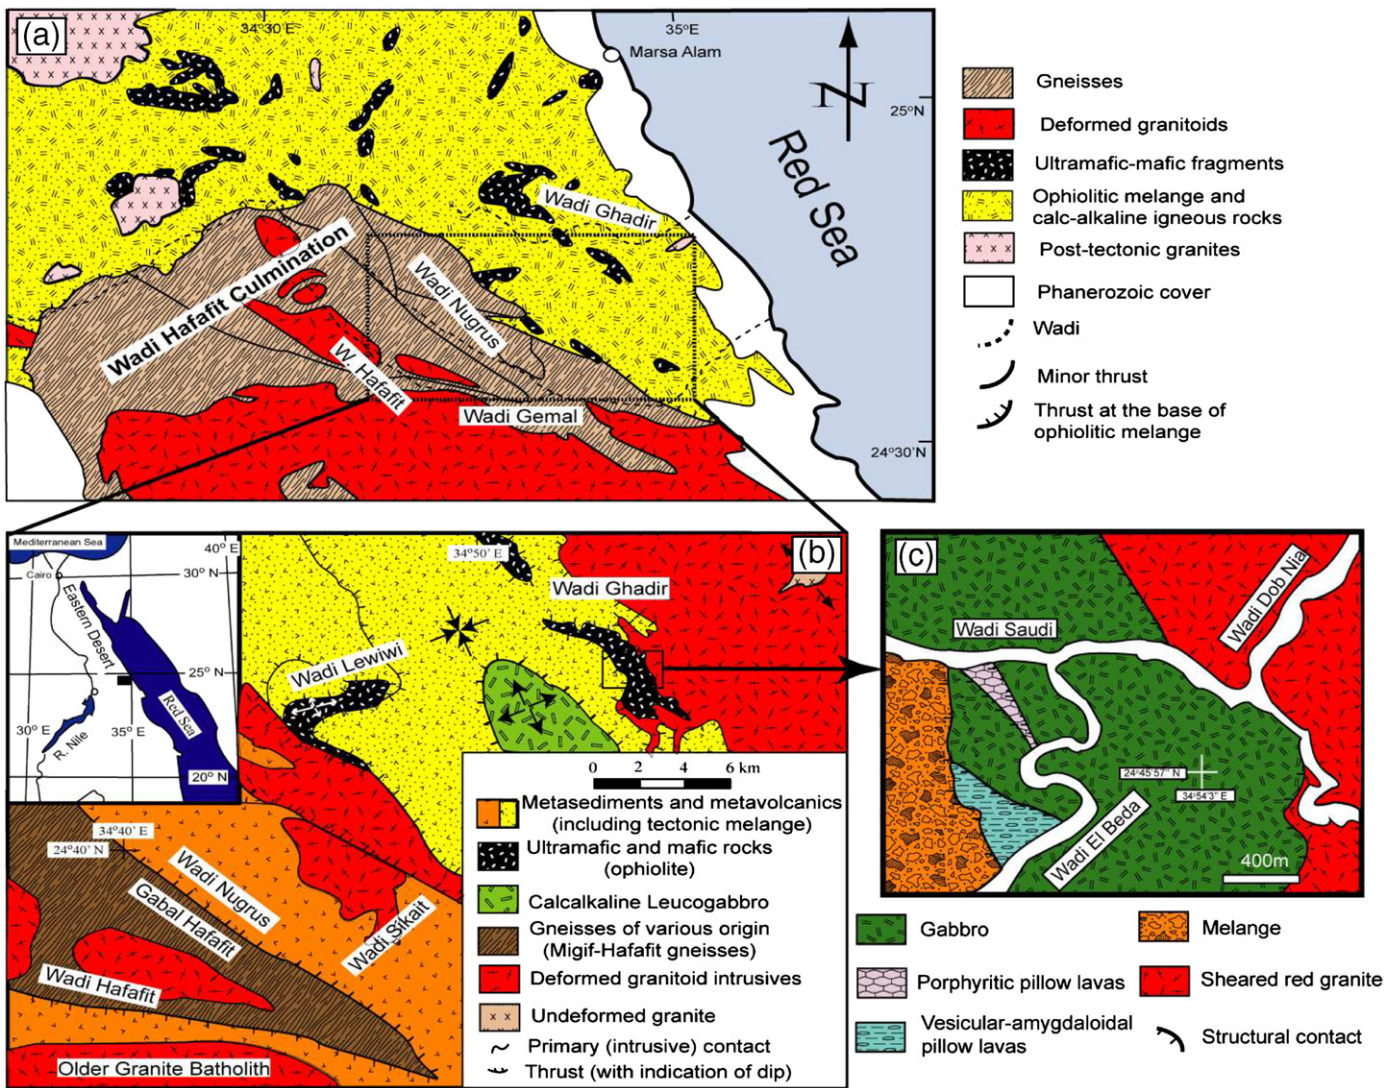 (a)
34°30' E
35°E
Marsa Alam
25°N
Red Sea
Wadi Ghadir
Wadi Hafafit Culmination
Wadi Nugrus
W. Hafafit
Wadi Gemal
24°30'N
Gneisses
Deformed granitoids
Ultramafic-mafic fragments
Ophiolitic melange and
calc-alkaline igneous rocks
Post-tectonic granites
Phanerozoic cover
Wadi
Minor thrust
Thrust at the base of
ophiolitic melange
Mediterranean Sea
40° E
Cairo
30° N
Eastern Desert
25° N
Red Sea
30° E
35° E
R. Nile
20° N
(b)
34°50' E
Wadi Ghadir
Wadi Lewiwi
34°40' E
24°40' N
Wadi Nugrus
Gabal Hafafit
Wadi Sikait
Wadi Hafafit
Older Granite Batholith
0 2 4 6 km
Metasediments and metavolcanics
(including tectonic melange)
Ultramafic and mafic rocks
(ophiolite)
Calcalkaline Leucogabbro
Gneisses of various origin
(Migif-Hafafit gneisses)
Deformed granitoid intrusives
Undeformed granite
Primary (intrusive) contact
Thrust (with indication of dip)
(c)
Wadi Saudi
Wadi Dob Nia
24°45'57" N
34°54'3" E
Wadi El Beda
400m
Gabbro
Melange
Porphyritic pillow lavas
Sheared red granite
Vesicular-amygdaloidal
pillow lavas
Structural contact